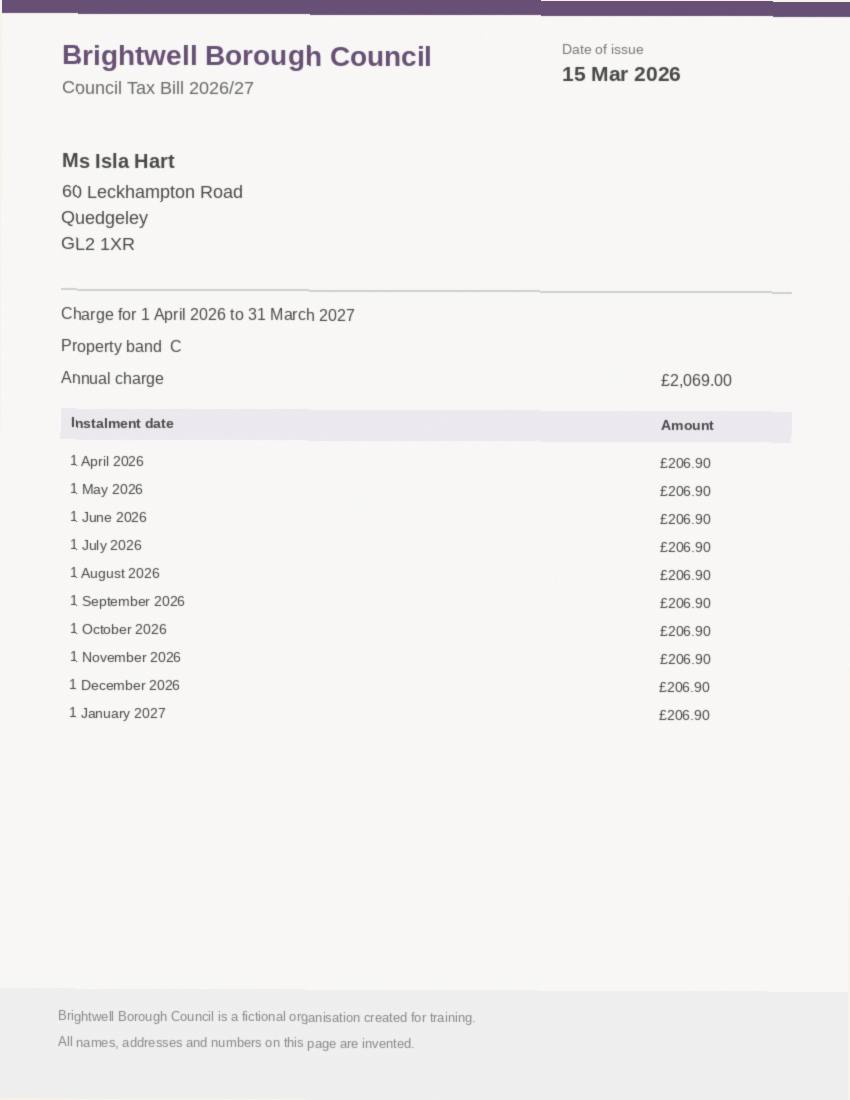 Brightwell Borough Council
Council Tax Bill 2026/27
Date of issue
15 Mar 2026
Ms Isla Hart
60 Leckhampton Road
Quedgeley
GL2 1XR
Charge for 1 April 2026 to 31 March 2027
Property band C
Annual charge £2,069.00
Instalment date Amount
1 April 2026 £206.90
1 May 2026 £206.90
1 June 2026 £206.90
1 July 2026 £206.90
1 August 2026 £206.90
1 September 2026 £206.90
1 October 2026 £206.90
1 November 2026 £206.90
1 December 2026 £206.90
1 January 2027 £206.90
Brightwell Borough Council is a fictional organisation created for training.
All names, addresses and numbers on this page are invented.